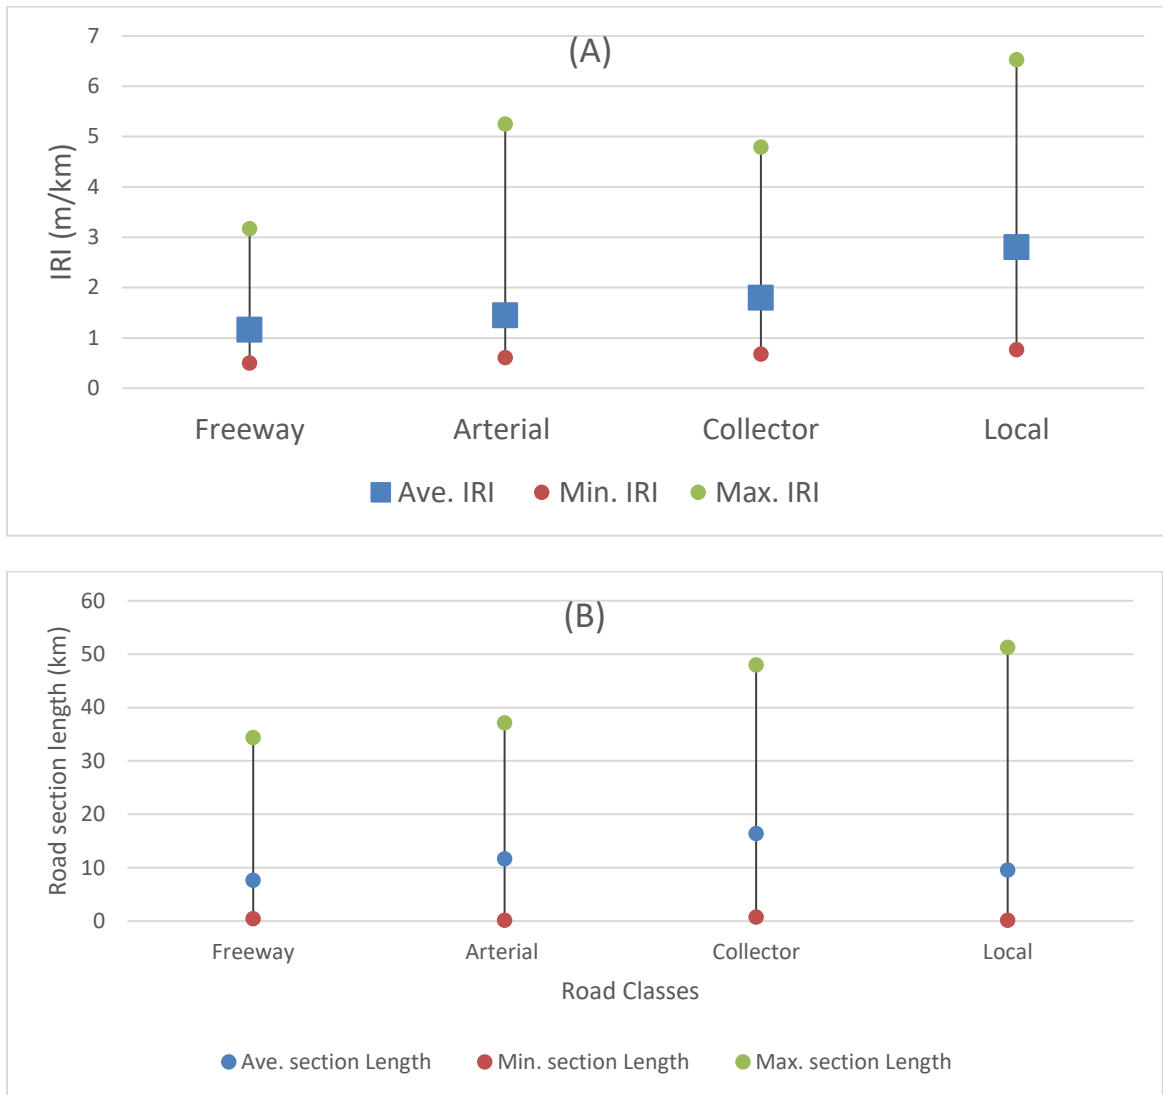 (A)
IRI (m/km)
7
6
5
4
3
2
1
0
Freeway Arterial Collector Local
Ave. IRI Min. IRI Max. IRI
(B)
Road section length (km)
60
50
40
30
20
10
0
Freeway Arterial Collector Local
Road Classes
Ave. section Length Min. section Length Max. section Length